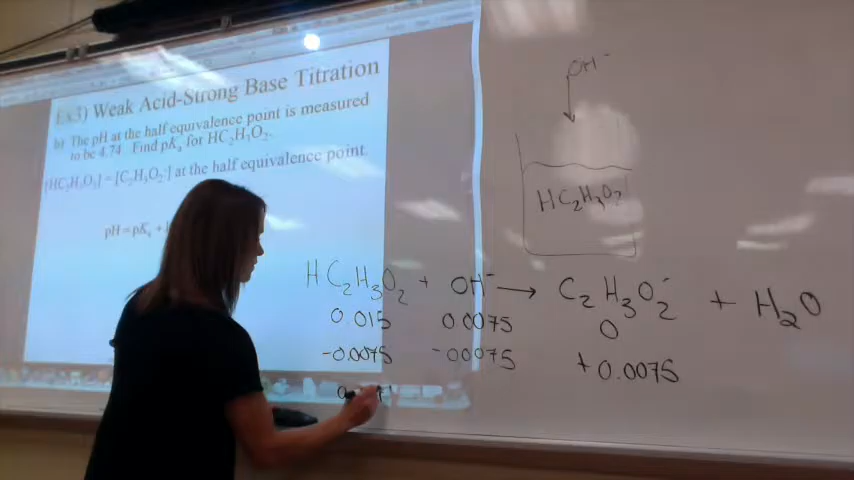 Ex3) Weak Acid-Strong Base Titration
b) The pH at the half equivalence point is measured
to be 4.74. Find pKₐ for HC₂H₃O₂.
[HC₂H₃O₂] = [C₂H₃O₂⁻] at the half equivalence point.
pH = pKₐ +
OH⁻
HC₂H₃O₂
HC₂H₃O₂ + OH⁻ → C₂H₃O₂⁻ + H₂O
0.015 0.0075 0
-0.0075 -00075 +0.0075